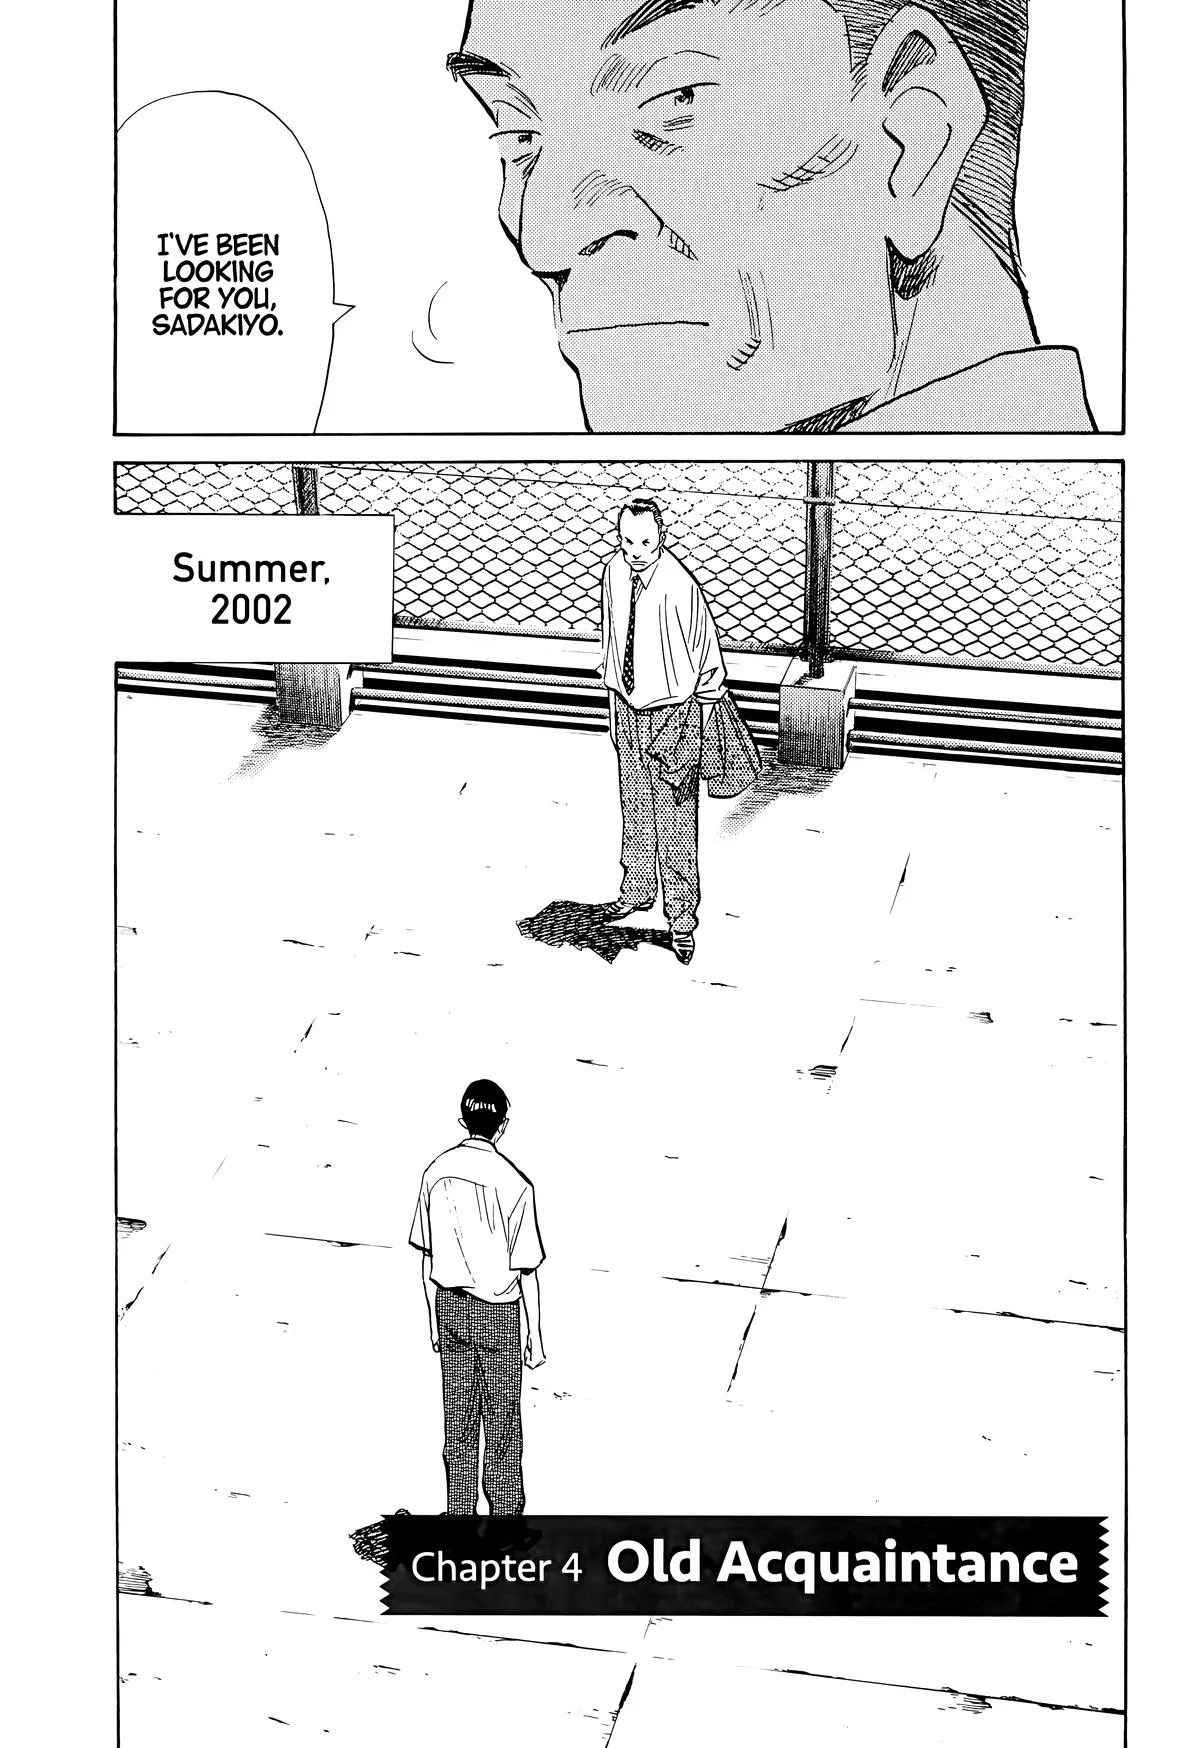 I'VE BEEN
LOOKING
FOR YOU,
SADAKIYO.
Summer,
2002
Chapter 4 Old Acquaintance